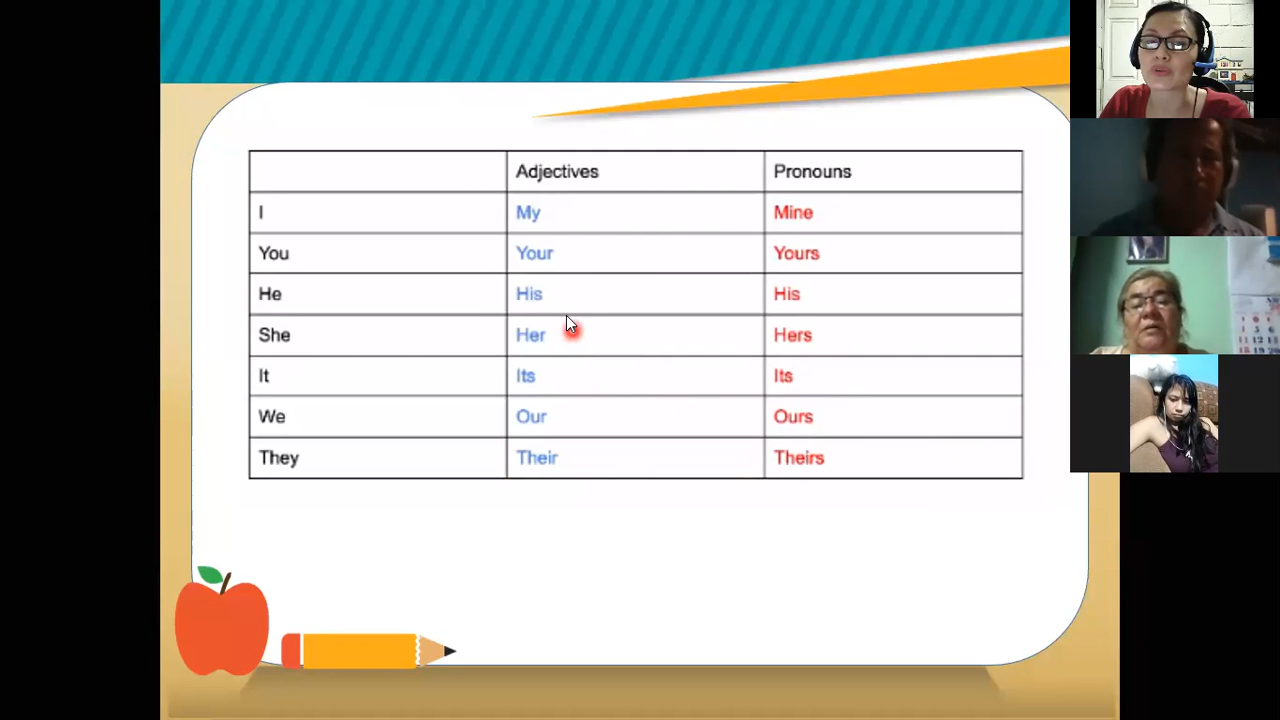 Adjectives Pronouns
I My Mine
You Your Yours
He His His
She Her Hers
It Its Its
We Our Ours
They Their Theirs